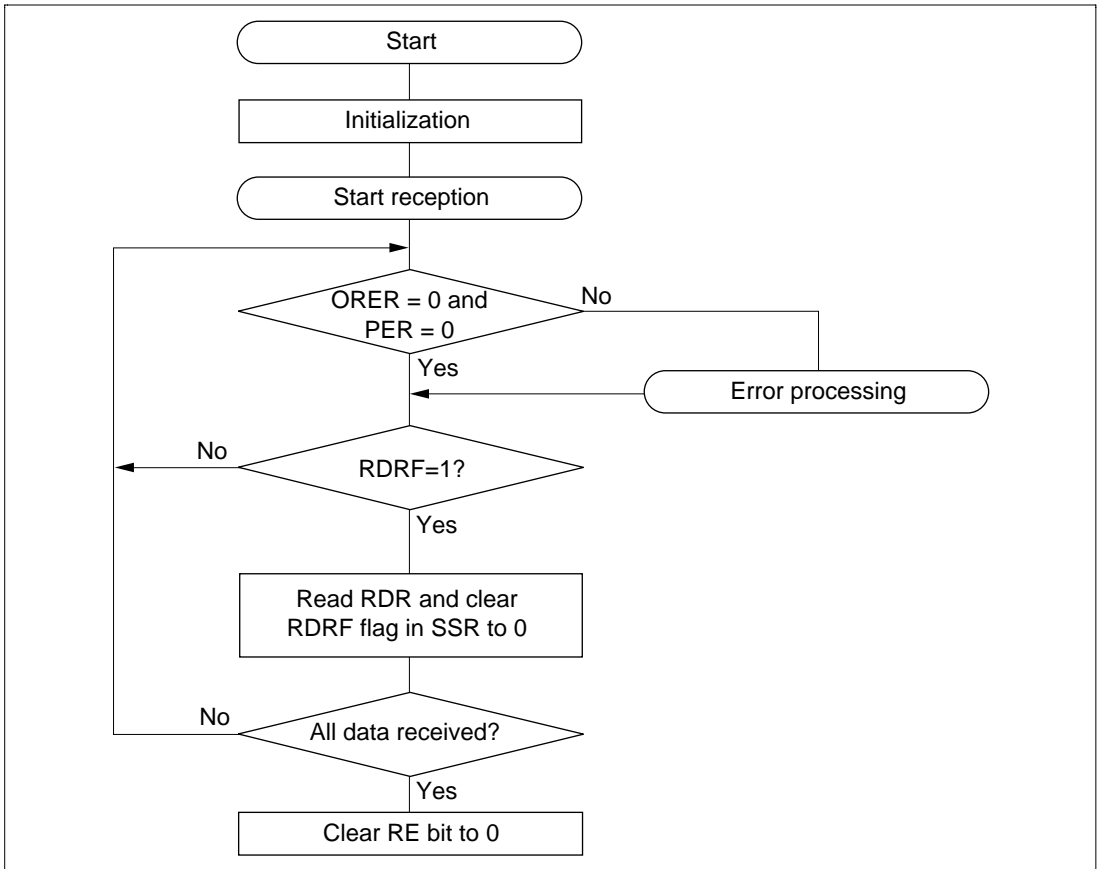 Start
Initialization
Start reception
ORER = 0 and
PER = 0
No
Yes
Error processing
No
RDRF=1?
Yes
Read RDR and clear
RDRF flag in SSR to 0
No
All data received?
Yes
Clear RE bit to 0